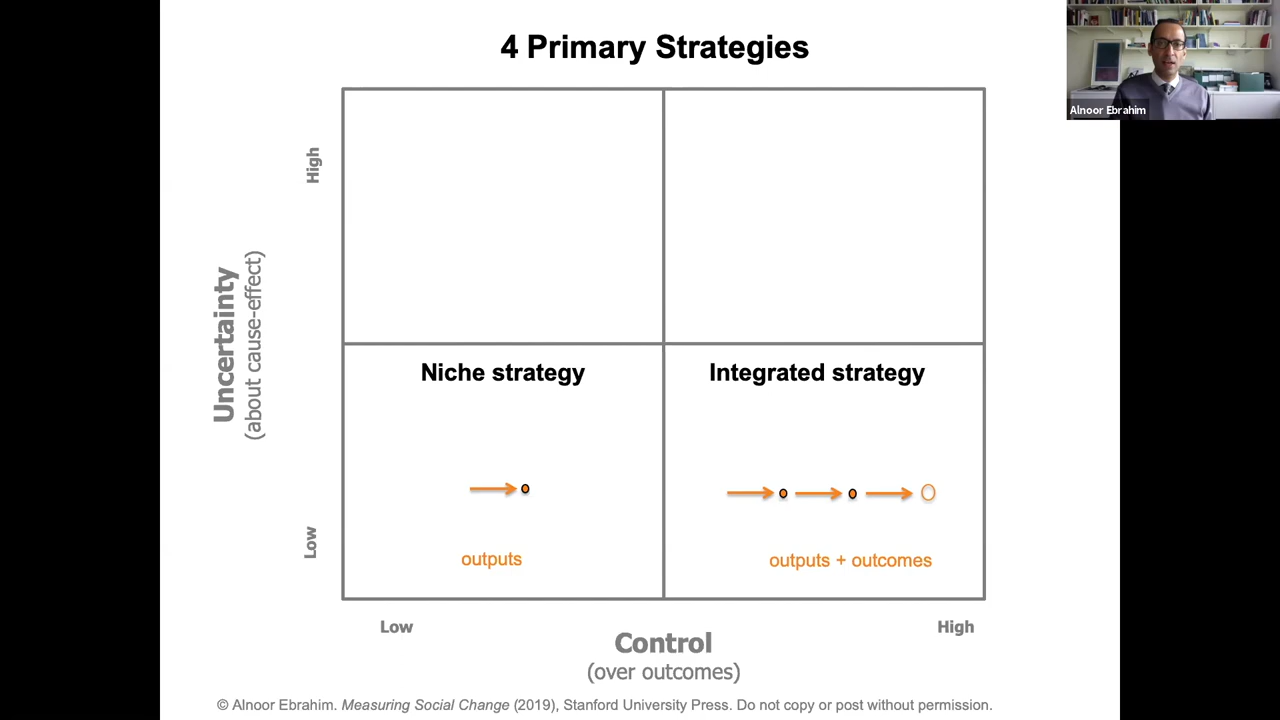 4 Primary Strategies
Alnoor Ebrahim
High
Uncertainty
(about cause-effect)
Niche strategy
Integrated strategy
Low
outputs
outputs + outcomes
Low
High
Control
(over outcomes)
© Alnoor Ebrahim. Measuring Social Change (2019), Stanford University Press. Do not copy or post without permission.